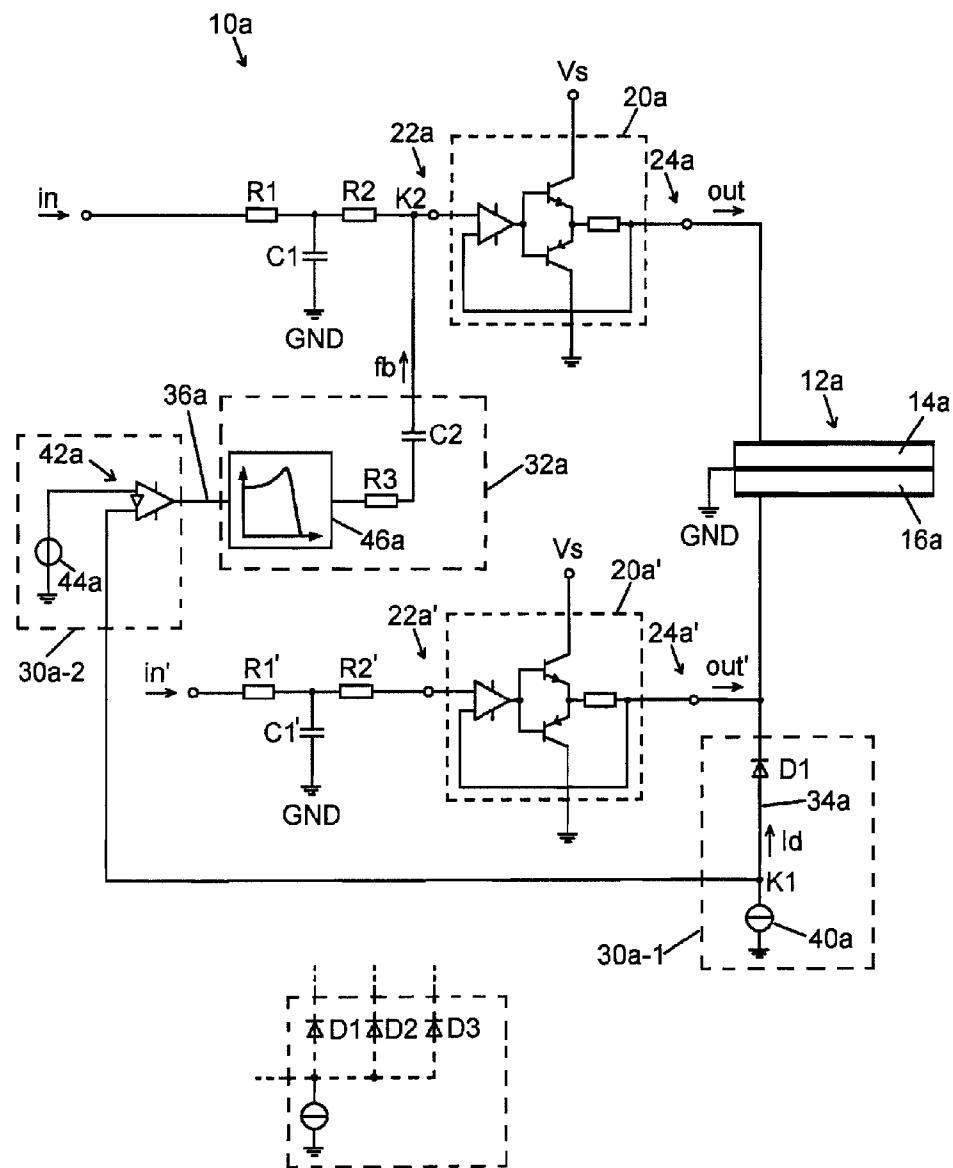 10a
Vs
20a
22a
24a
in
R1
R2
K2
out
C1
GND
fb
12a
36a
14a
42a
C2
32a
R3
46a
GND
16a
44a
Vs
20a'
22a'
24a'
30a-2
in'
R1'
R2'
out'
C1'
D1
GND
34a
Id
K1
40a
30a-1
D1 D2 D3